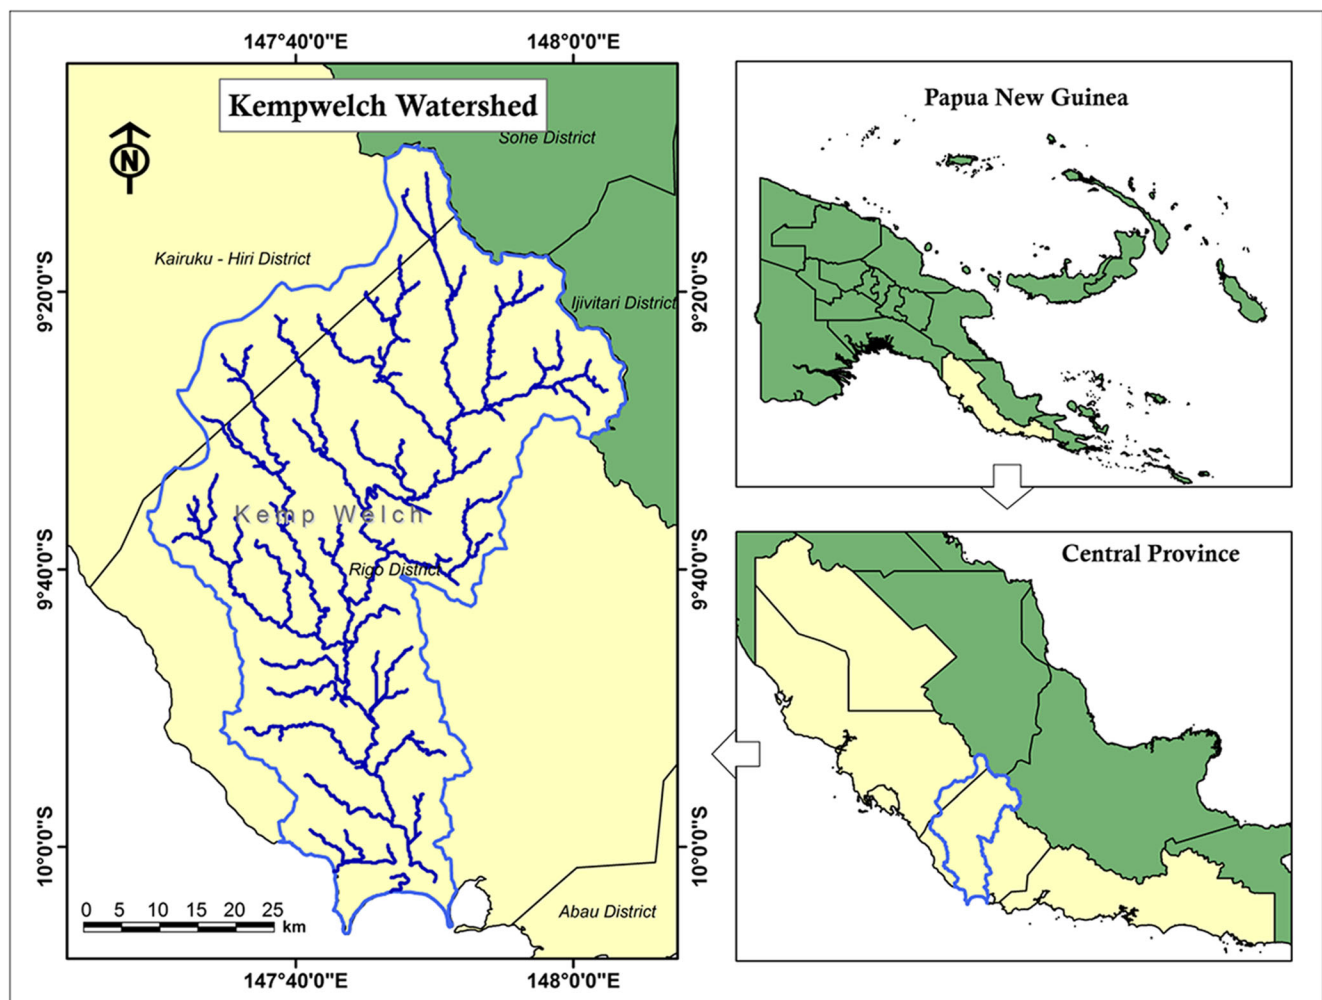 147°40'0"E
148°0'0"E
Kempwelch Watershed
Sohe District
N
Kairuku - Hiri District
9°20'0"S
9°20'0"S
Ijivitari District
Kemp Welch
Rigo District
9°40'0"S
9°40'0"S
10°0'0"S
10°0'0"S
0 5 10 15 20 25
km
Abau District
147°40'0"E
148°0'0"E
Papua New Guinea
Central Province